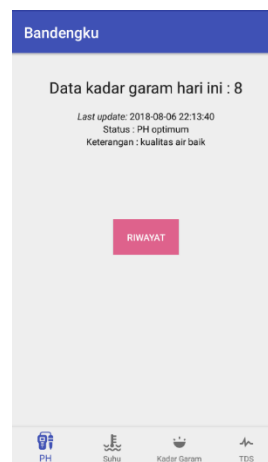 Bandengku
Data kadar garam hari ini : 8
Last update: 2018-08-06 22:13:40
Status : PH optimum
Keterangan : kualitas air baik
RIWAYAT
PH Suhu Kadar Garam TDS